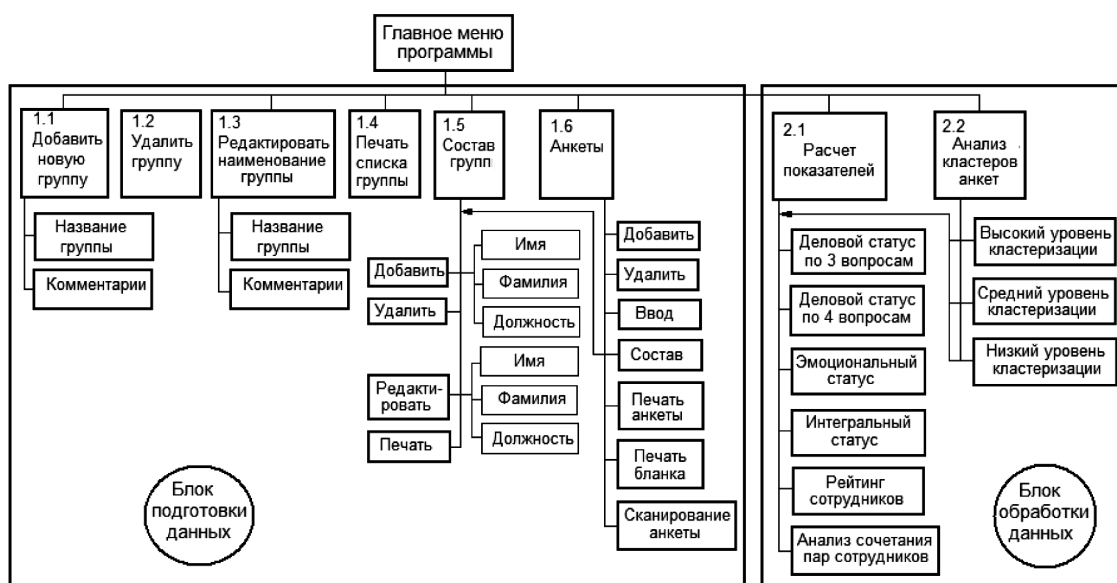 Главное меню
программы
1.1
Добавить
новую
группу
1.2
Удалить
группу
1.3
Редактировать
наименование
группы
1.4
Печать
списка
группы
1.5
Состав
групп
1.6
Анкеты
2.1
Расчет
показателей
2.2
Анализ
кластеров
анкет
Название
группы
Комментарии
Название
группы
Комментарии
Добавить
Имя
Фамилия
Должность
Удалить
Редакти-
ровать
Имя
Фамилия
Должность
Печать
Добавить
Удалить
Ввод
Состав
Печать
анкеты
Печать
бланка
Сканирование
анкеты
Деловой статус
по 3 вопросам
Деловой статус
по 4 вопросам
Эмоциональный
статус
Интегральный
статус
Рейтинг
сотрудников
Анализ сочетания
пар сотрудников
Высокий уровень
кластеризации
Средний уровень
кластеризации
Низкий уровень
кластеризации
Блок
подготовки
данных
Блок
обработки
данных